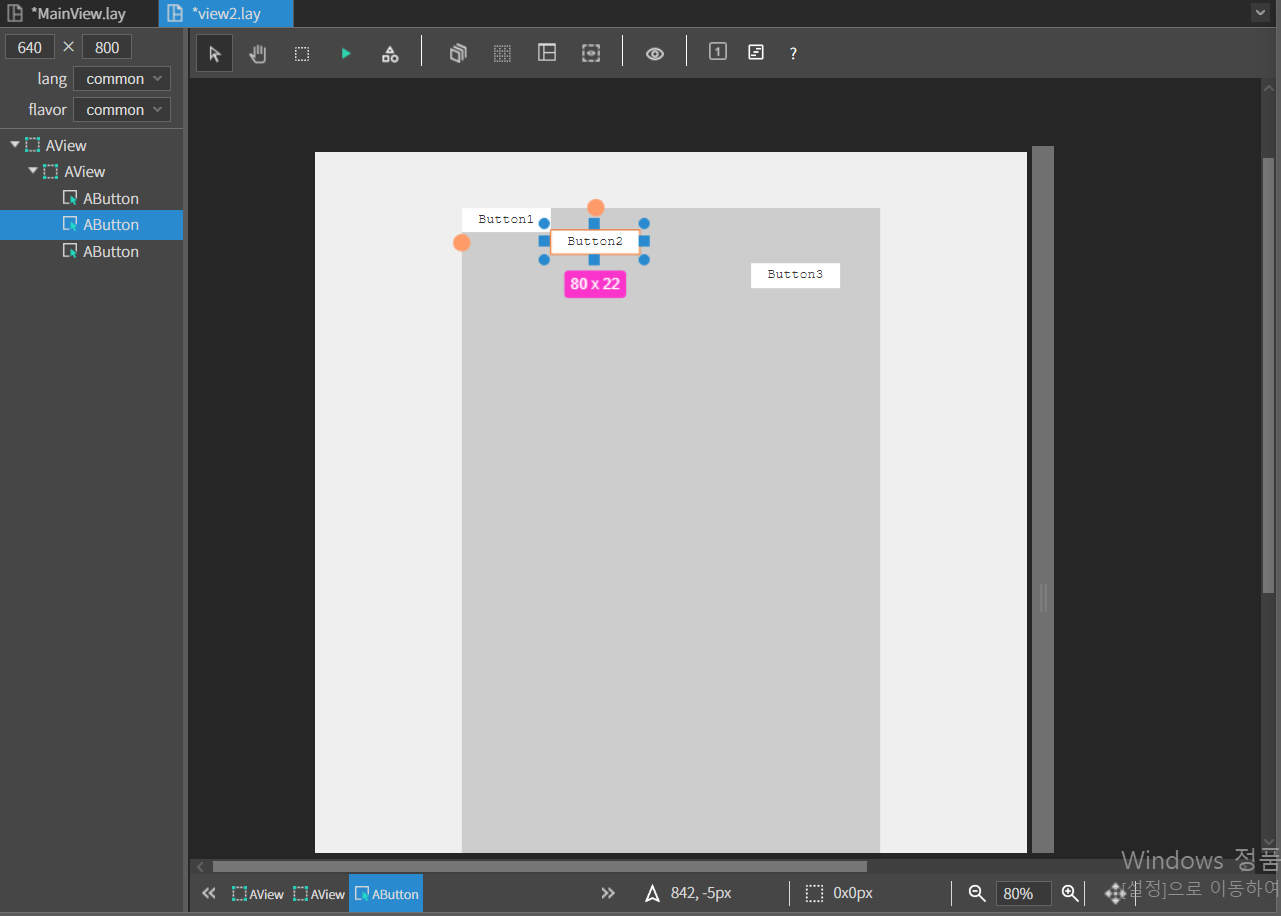 *MainView.lay
*view2.lay
640 × 800
lang common
flavor common
1
?
AView
AView
AButton
AButton
AButton
Button1
Button2
80 x 22
Button3
Windows 정품
[설정]으로 이동하여
AView AView AButton
842, -5px
0x0px
80%